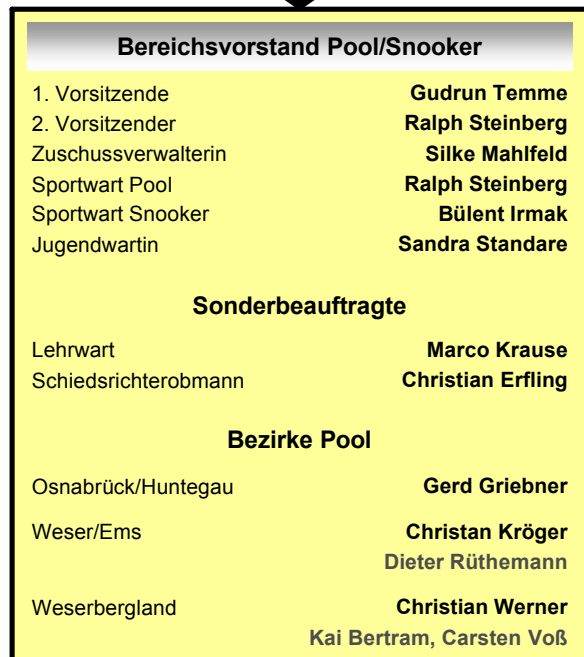 Bereichsvorstand Pool/Snooker
1. Vorsitzende Gudrun Temme
2. Vorsitzender Ralph Steinberg
Zuschussverwalterin Silke Mahlfeld
Sportwart Pool Ralph Steinberg
Sportwart Snooker Bülent Irmak
Jugendwartin Sandra Standare
Sonderbeauftragte
Lehrwart Marco Krause
Schiedsrichterobmann Christian Erfling
Bezirke Pool
Osnabrück/Huntegau Gerd Griebner
Weser/Ems Christan Kröger
Dieter Rüthemann
Weserbergland Christian Werner
Kai Bertram, Carsten Voß